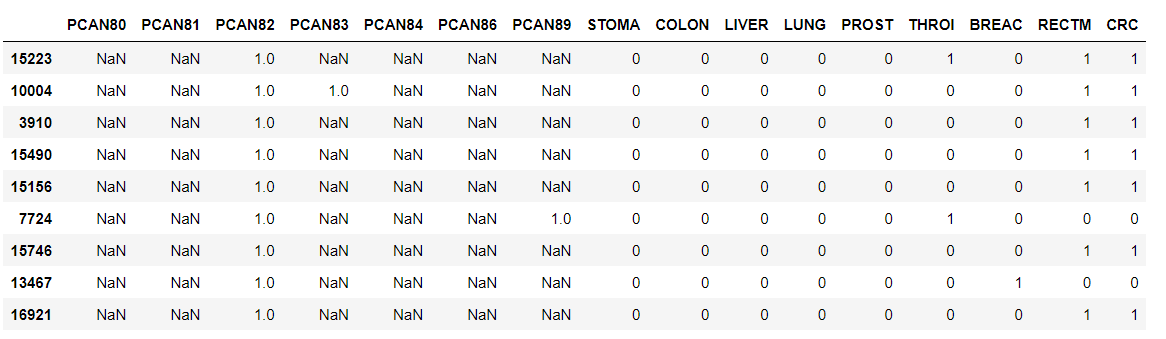 PCAN80 PCAN81 PCAN82 PCAN83 PCAN84 PCAN86 PCAN89 STOMA COLON LIVER LUNG PROST THROI BREAC RECTM CRC
15223 NaN NaN 1.0 NaN NaN NaN NaN 0 0 0 0 0 1 0 1 1
10004 NaN NaN 1.0 1.0 NaN NaN NaN 0 0 0 0 0 0 0 1 1
3910 NaN NaN 1.0 NaN NaN NaN NaN 0 0 0 0 0 0 0 1 1
15490 NaN NaN 1.0 NaN NaN NaN NaN 0 0 0 0 0 0 0 1 1
15156 NaN NaN 1.0 NaN NaN NaN NaN 0 0 0 0 0 0 0 1 1
7724 NaN NaN 1.0 NaN NaN NaN 1.0 0 0 0 0 0 1 0 0 0
15746 NaN NaN 1.0 NaN NaN NaN NaN 0 0 0 0 0 0 0 1 1
13467 NaN NaN 1.0 NaN NaN NaN NaN 0 0 0 0 0 0 1 0 0
16921 NaN NaN 1.0 NaN NaN NaN NaN 0 0 0 0 0 0 0 1 1